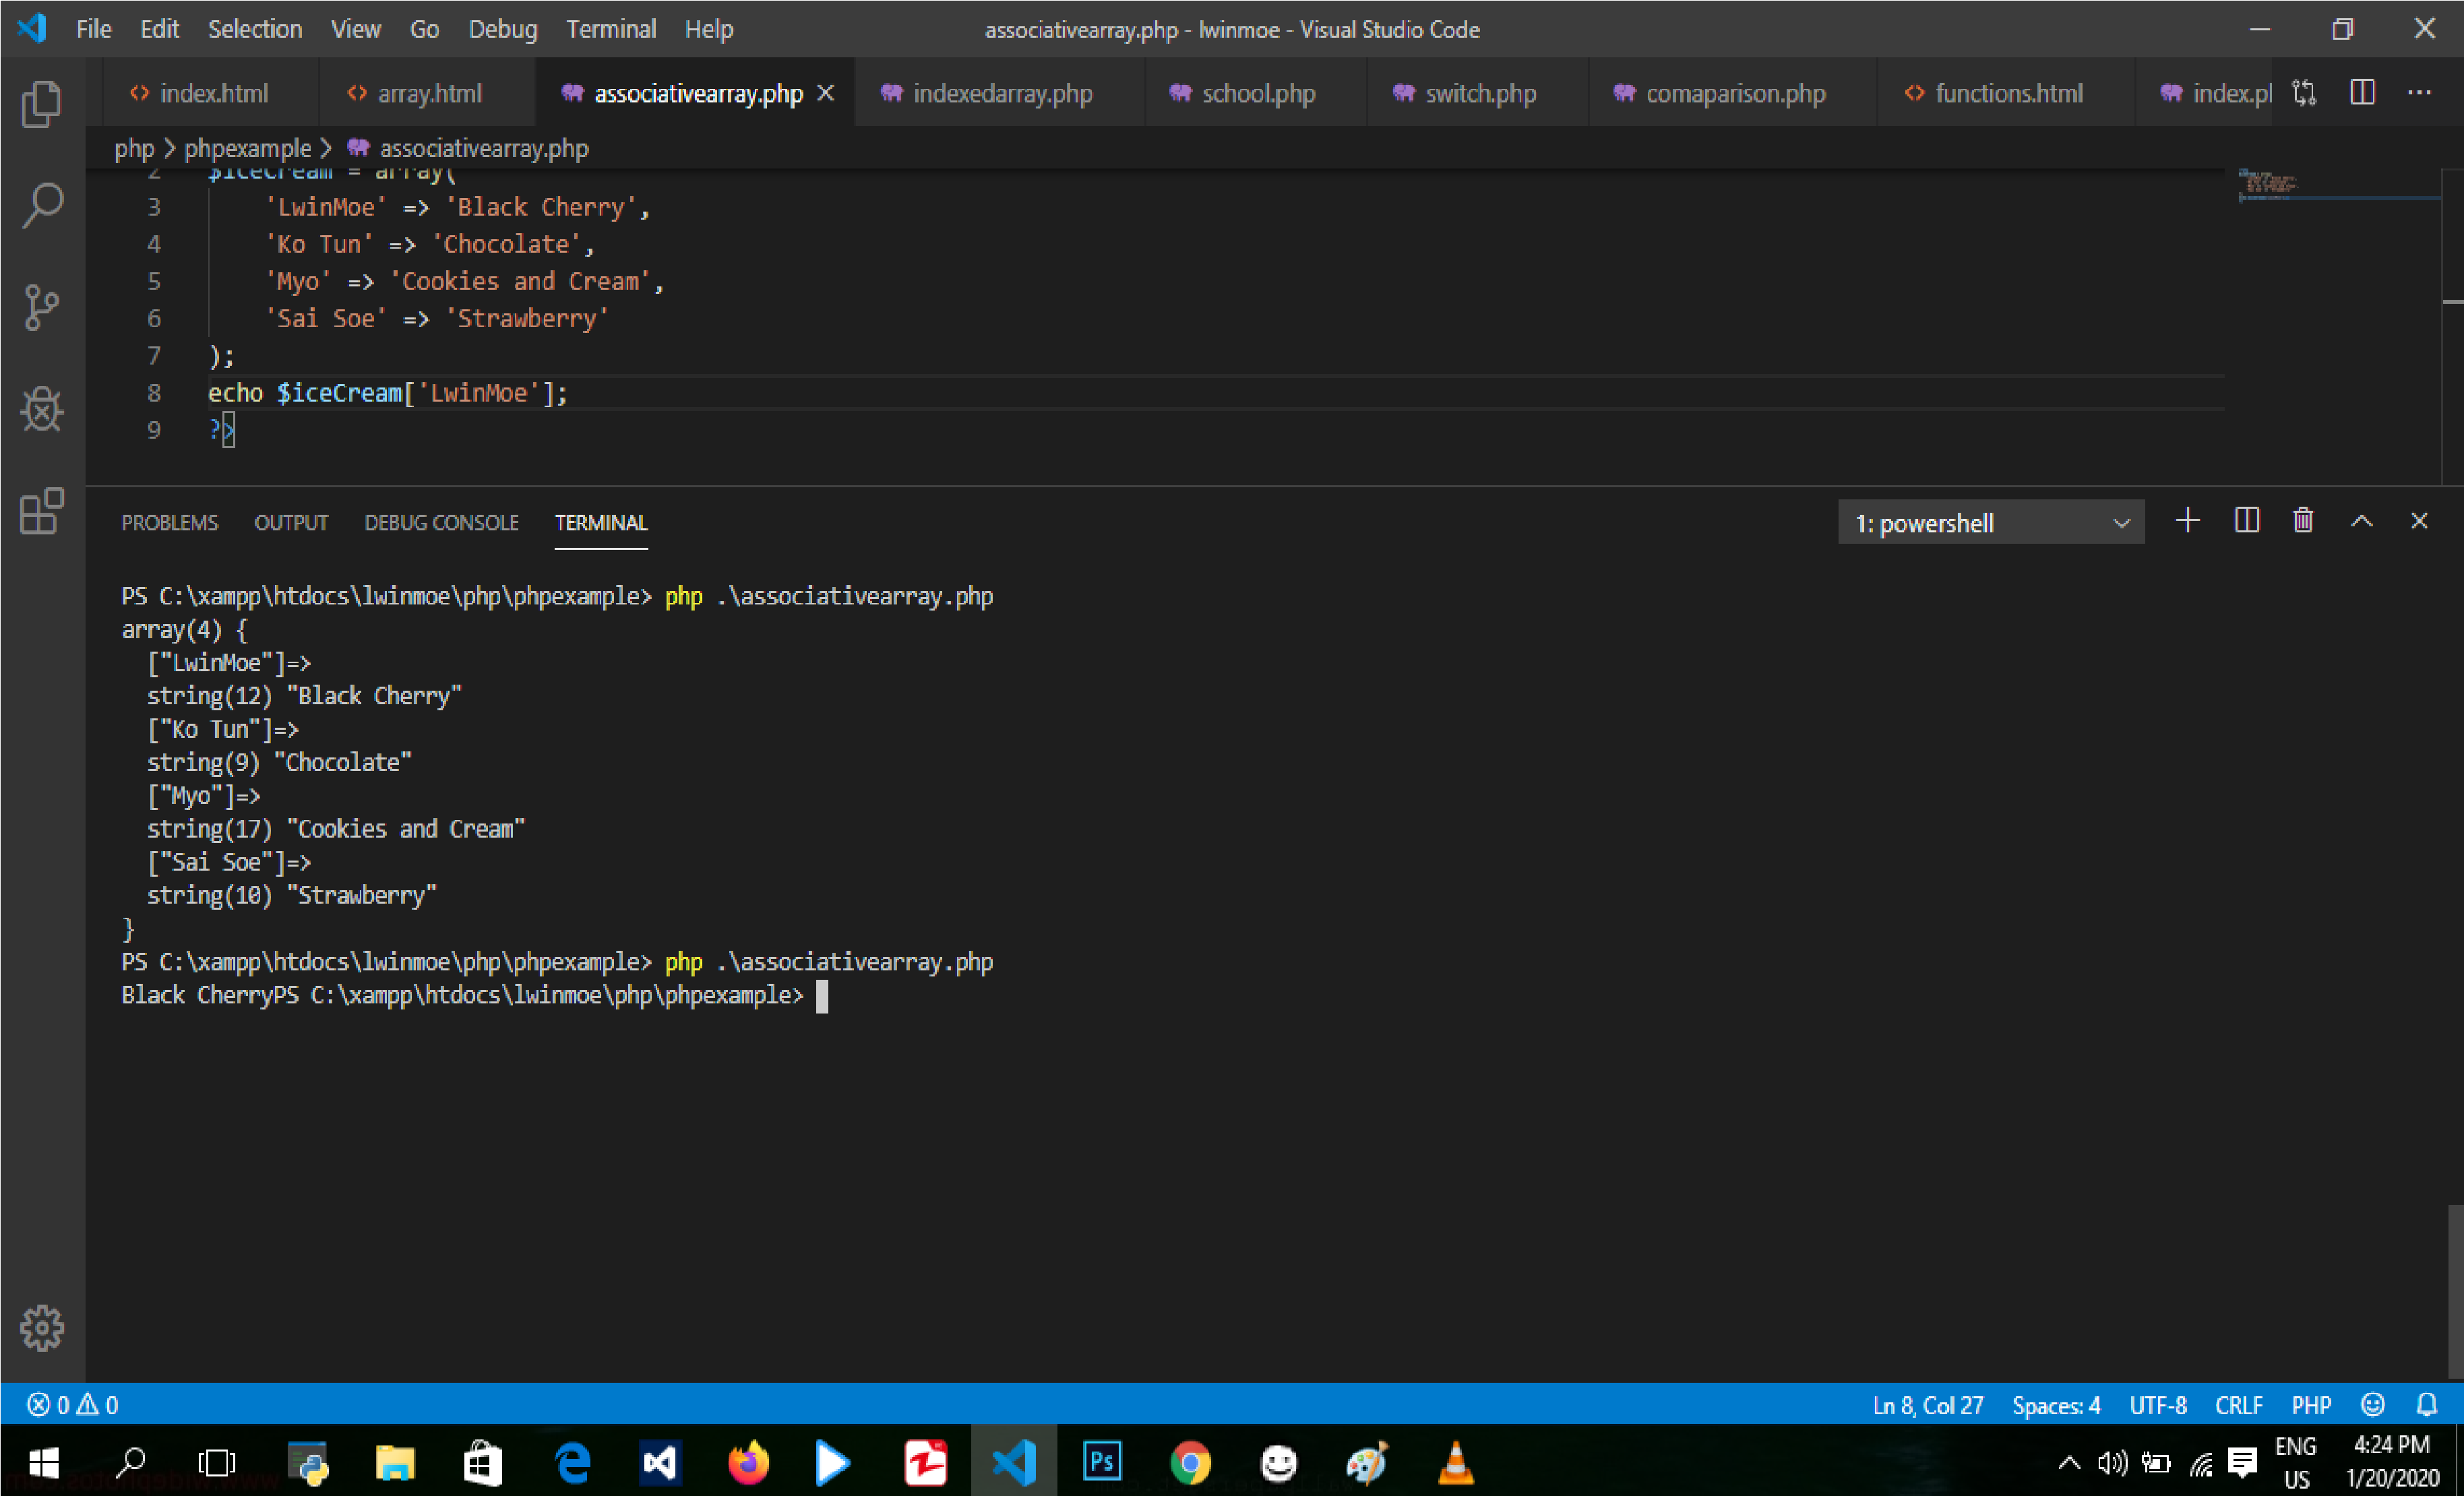 File Edit Selection View Go Debug Terminal Help associativearray.php - lwinmoe - Visual Studio Code
index.html array.html associativearray.php indexedarray.php school.php switch.php comaparison.php functions.html index.pl
php > phpexample > associativearray.php
2 $iceCream = array(
3 'LwinMoe' => 'Black Cherry',
4 'Ko Tun' => 'Chocolate',
5 'Myo' => 'Cookies and Cream',
6 'Sai Soe' => 'Strawberry'
7 );
8 echo $iceCream['LwinMoe'];
9 ?>
PROBLEMS OUTPUT DEBUG CONSOLE TERMINAL 1: powershell
PS C:\xampp\htdocs\lwinmoe\php\phpexample> php .\associativearray.php
array(4) {
["LwinMoe"]=>
string(12) "Black Cherry"
["Ko Tun"]=>
string(9) "Chocolate"
["Myo"]=>
string(17) "Cookies and Cream"
["Sai Soe"]=>
string(10) "Strawberry"
}
PS C:\xampp\htdocs\lwinmoe\php\phpexample> php .\associativearray.php
Black CherryPS C:\xampp\htdocs\lwinmoe\php\phpexample>
0 0 Ln 8, Col 27 Spaces: 4 UTF-8 CRLF PHP
Ps ENG 4:24 PM
US 1/20/2020